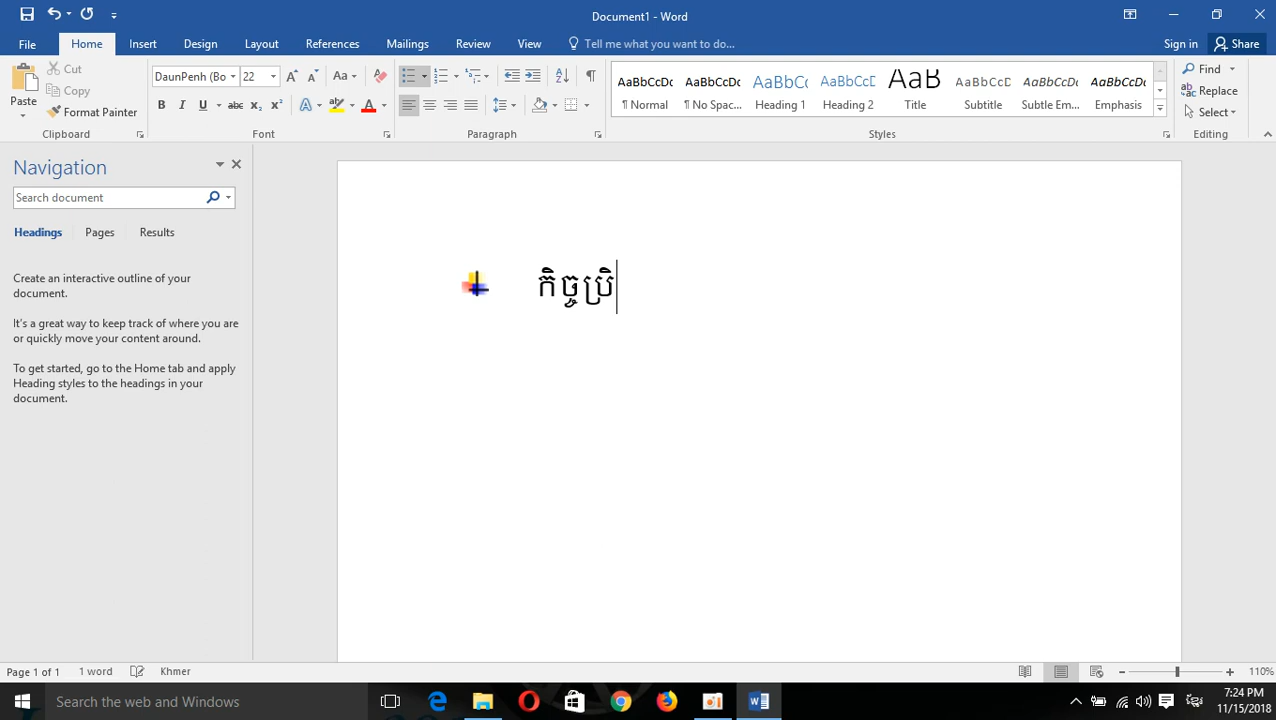 Document1 - Word
File Home Insert Design Layout References Mailings Review View Tell me what you want to do... Sign in Share
Paste Cut Copy Format Painter
DaunPenh (Bo 22 Aa
B I U abc X₂ X² A ab A
AaBbCcDc AaBbCcDc AaBbCc AaBbCcD AaB AaBbCcD AaBbCcDc AaBbCcDc
¶ Normal ¶ No Spac... Heading 1 Heading 2 Title Subtitle Subtle Em... Emphasis
Find
Replace
Select
Clipboard Font Paragraph Styles Editing
Navigation
Search document
Headings Pages Results
Create an interactive outline of your
document.
It's a great way to keep track of where you are
or quickly move your content around.
To get started, go to the Home tab and apply
Heading styles to the headings in your
document.
កិច្ចប្រិ
Page 1 of 1 1 word Khmer 110%
Search the web and Windows
7:24 PM
11/15/2018